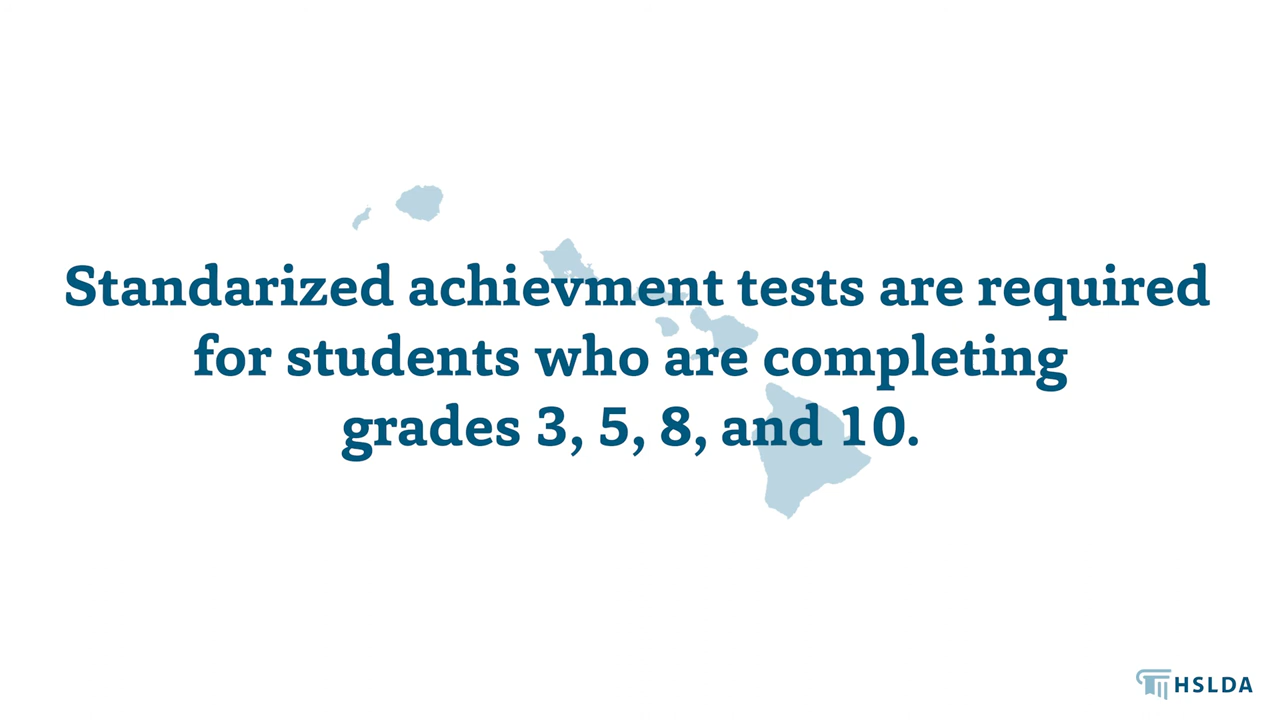 Standarized achievment tests are required
for students who are completing
grades 3, 5, 8, and 10.
HSLDA